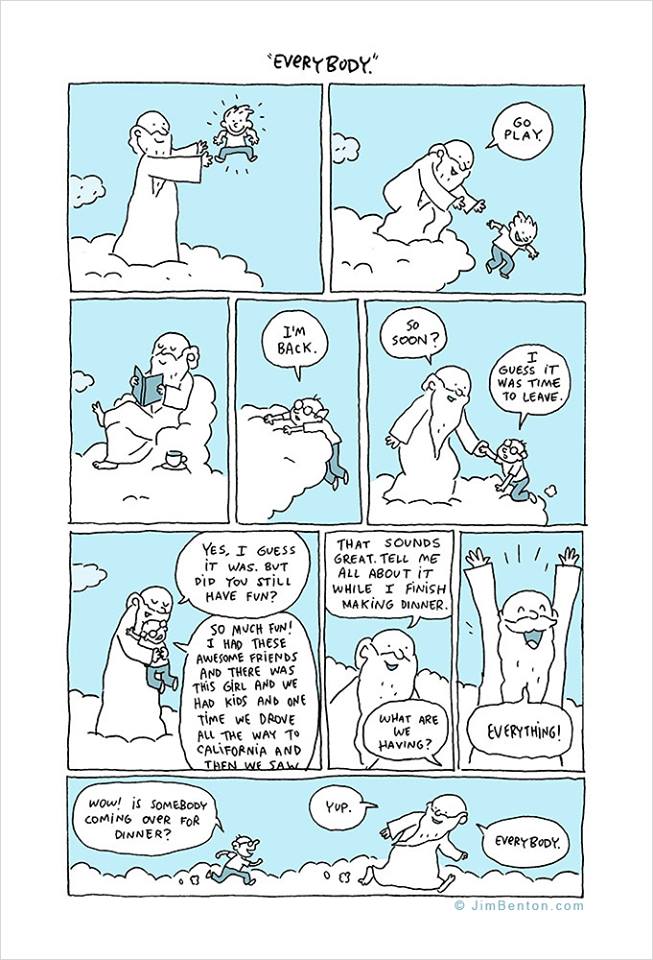 "EVERYBODY."
GO
PLAY.
I'M
BACK.
SO
SOON?
I
GUESS IT
WAS TIME
TO LEAVE.
YES, I GUESS
IT WAS. BUT
DID YOU STILL
HAVE FUN?
SO MUCH FUN!
I HAD THESE
AWESOME FRIENDS
AND THERE WAS
THIS GIRL AND WE
HAD KIDS AND ONE
TIME WE DROVE
ALL THE WAY TO
CALIFORNIA AND
THEN WE SAW
THAT SOUNDS
GREAT. TELL ME
ALL ABOUT IT
WHILE I FINISH
MAKING DINNER.
WHAT ARE
WE
HAVING?
EVERYTHING!
WOW! IS SOMEBODY
COMING OVER FOR
DINNER?
YUP.
EVERYBODY.
© JimBenton.com